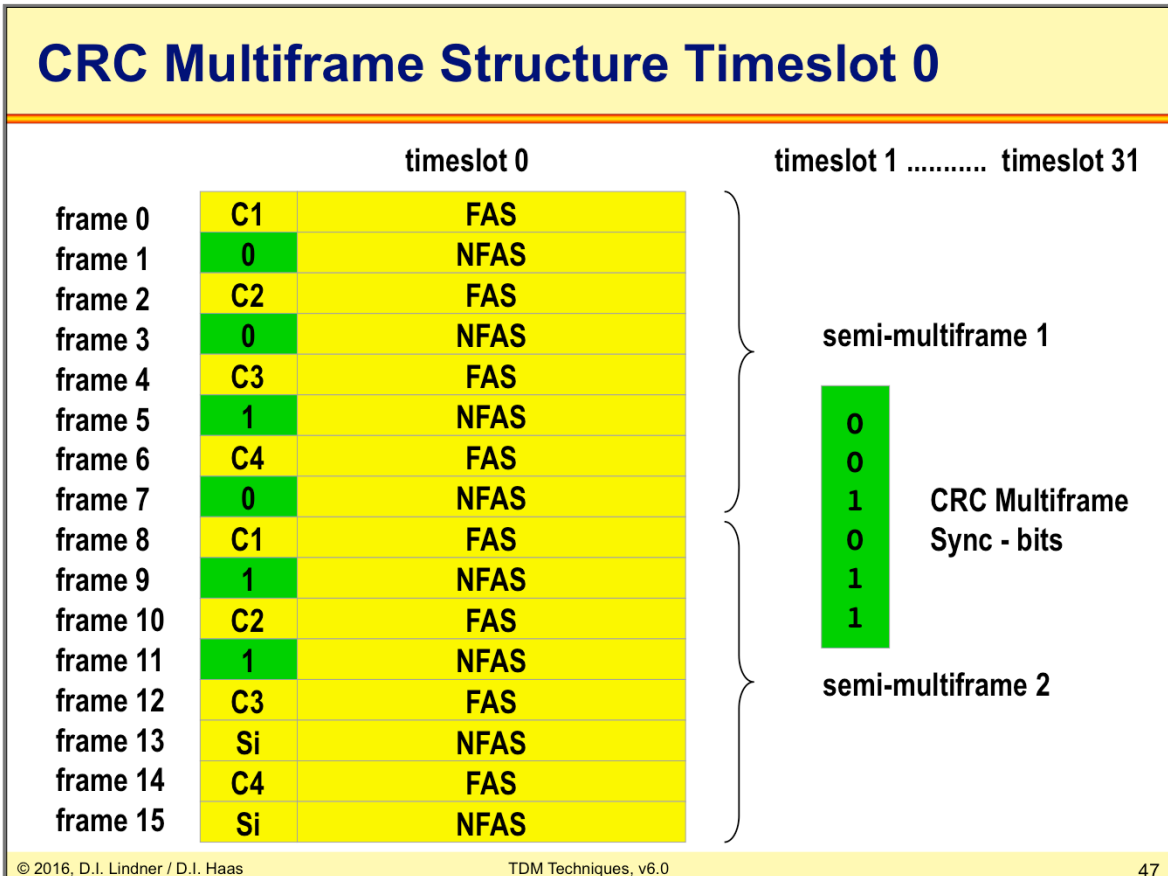 CRC Multiframe Structure Timeslot 0
timeslot 0 timeslot 1 ........... timeslot 31
frame 0 C1 FAS
frame 1 0 NFAS
frame 2 C2 FAS
frame 3 0 NFAS
semi-multiframe 1
frame 4 C3 FAS
frame 5 1 NFAS
0
frame 6 C4 FAS
0
frame 7 0 NFAS
1 CRC Multiframe
frame 8 C1 FAS
0 Sync - bits
frame 9 1 NFAS
1
frame 10 C2 FAS
1
frame 11 1 NFAS
semi-multiframe 2
frame 12 C3 FAS
frame 13 Si NFAS
frame 14 C4 FAS
frame 15 Si NFAS
© 2016, D.I. Lindner / D.I. Haas TDM Techniques, v6.0 47